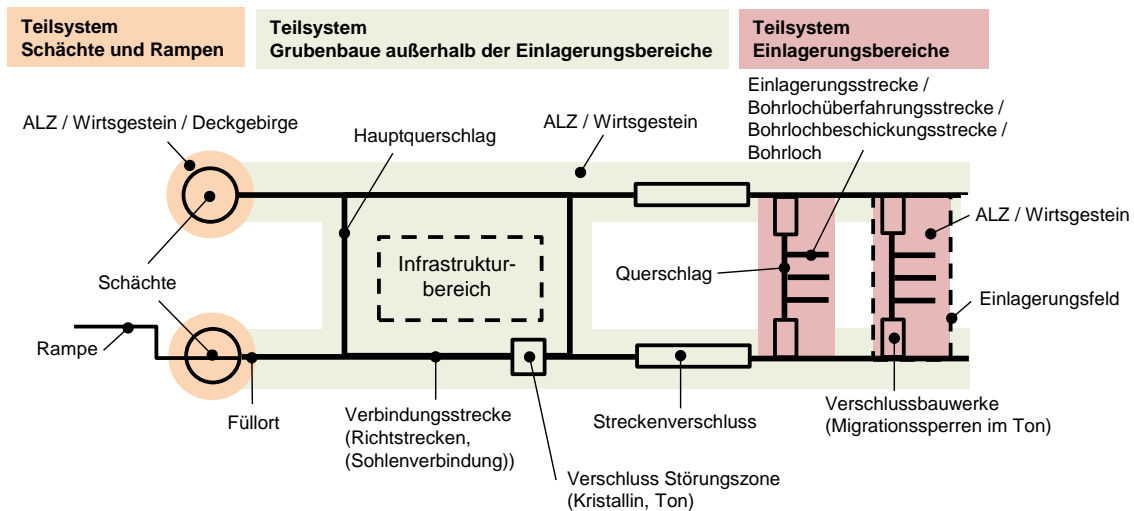 Teilsystem
Schächte und Rampen
Teilsystem
Grubenbaue außerhalb der Einlagerungsbereiche
Teilsystem
Einlagerungsbereiche
Einlagerungsstrecke /
Bohrlochüberfahrungsstrecke /
Bohrlochbeschickungsstrecke /
Bohrloch
ALZ / Wirtsgestein / Deckgebirge
Hauptquerschlag
ALZ / Wirtsgestein
ALZ / Wirtsgestein
Infrastruktur-
bereich
Querschlag
Schächte
Einlagerungsfeld
Rampe
Füllort
Verbindungsstrecke
(Richtstrecken,
(Sohlenverbindung))
Streckenverschluss
Verschlussbauwerke
(Migrationssperren im Ton)
Verschluss Störungszone
(Kristallin, Ton)